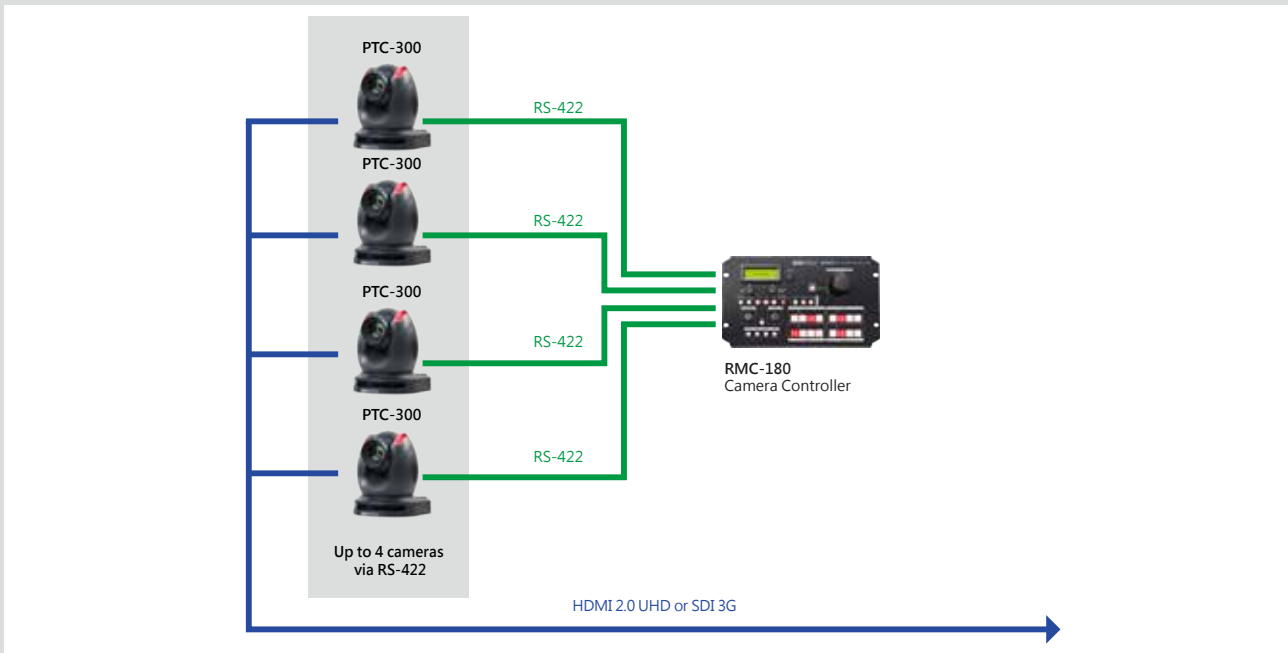 PTC-300
RS-422
PTC-300
RS-422
PTC-300
RS-422
PTC-300
RS-422
RMC-180
Camera Controller
Up to 4 cameras
via RS-422
HDMI 2.0 UHD or SDI 3G